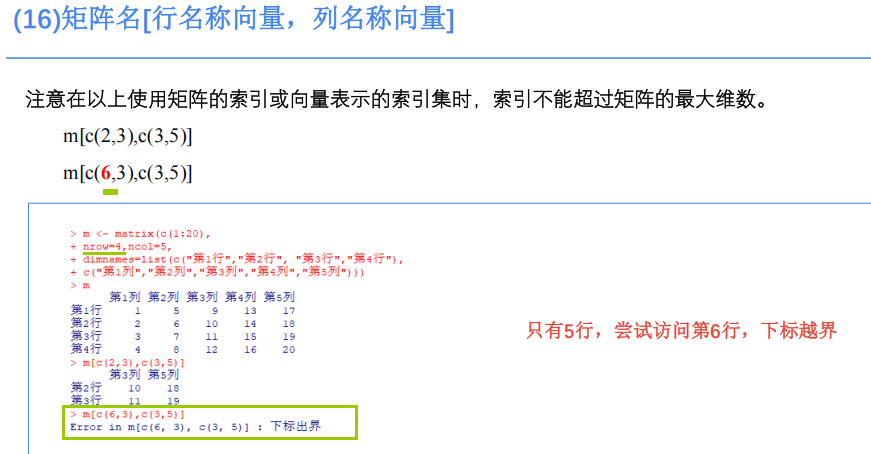 (16)矩阵名[行名称向量，列名称向量]
注意在以上使用矩阵的索引或向量表示的索引集时，索引不能超过矩阵的最大维数。
m[c(2,3),c(3,5)]
m[c(6,3),c(3,5)]
> m <- matrix(c(1:20),
+ nrow=4,ncol=5,
+ dimnames=list(c("第1行","第2行", "第3行","第4行"),
+ c("第1列","第2列","第3列","第4列","第5列")))
> m
第1列 第2列 第3列 第4列 第5列
第1行 1 5 9 13 17
第2行 2 6 10 14 18
第3行 3 7 11 15 19
第4行 4 8 12 16 20
> m[c(2,3),c(3,5)]
第3列 第5列
第2行 10 18
第3行 11 19
> m[c(6,3),c(3,5)]
Error in m[c(6, 3), c(3, 5)] : 下标出界
只有5行，尝试访问第6行，下标越界